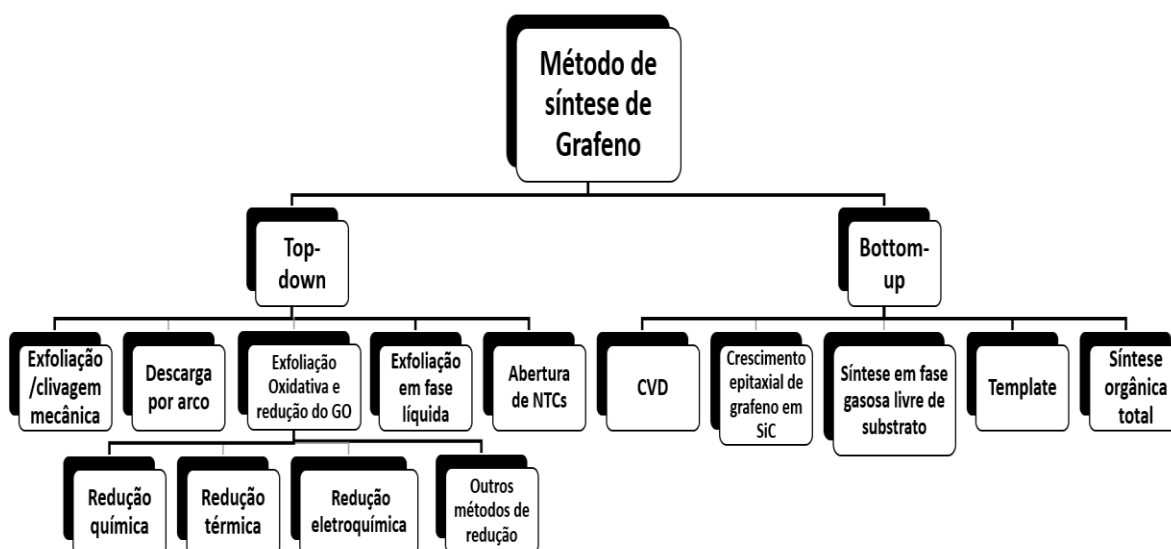 Método de
síntese de
Grafeno
Top-
down
Bottom-
up
Exfoliação
/clivagem
mecânica
Descarga
por arco
Exfoliação
Oxidativa e
redução do GO
Exfoliação
em fase
líquida
Abertura
de NTCs
CVD
Crescimento
epitaxial de
grafeno em
SiC
Síntese em fase
gasosa livre de
substrato
Template
Síntese
orgânica
total
Redução
química
Redução
térmica
Redução
eletroquímica
Outros
métodos de
redução